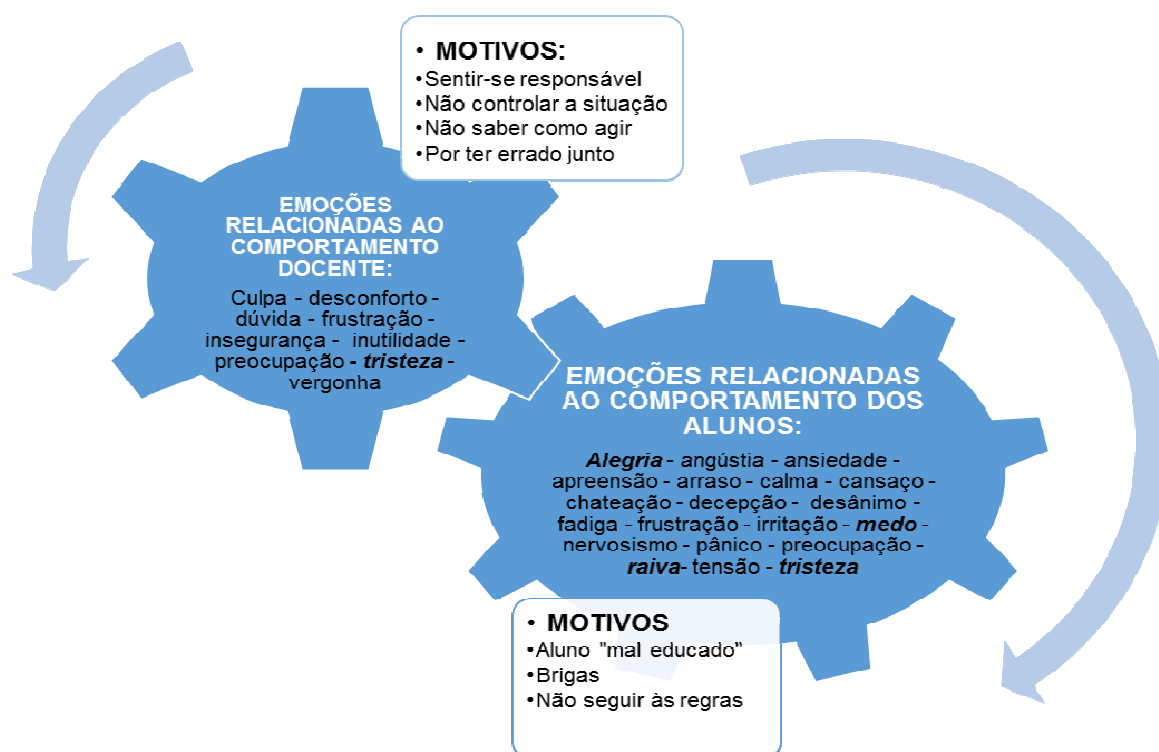 • MOTIVOS:
•Sentir-se responsável
•Não controlar a situação
•Não saber como agir
•Por ter errado junto
EMOÇÕES
RELACIONADAS AO
COMPORTAMENTO
DOCENTE:
Culpa - desconforto -
dúvida - frustração -
insegurança - inutilidade -
preocupação - tristeza -
vergonha
EMOÇÕES RELACIONADAS
AO COMPORTAMENTO DOS
ALUNOS:
Alegria - angústia - ansiedade -
apreensão - arraso - calma - cansaço -
chateação - decepção - desânimo -
fadiga - frustração - irritação - medo -
nervosismo - pânico - preocupação -
raiva- tensão - tristeza
• MOTIVOS
•Aluno "mal educado"
•Brigas
•Não seguir às regras